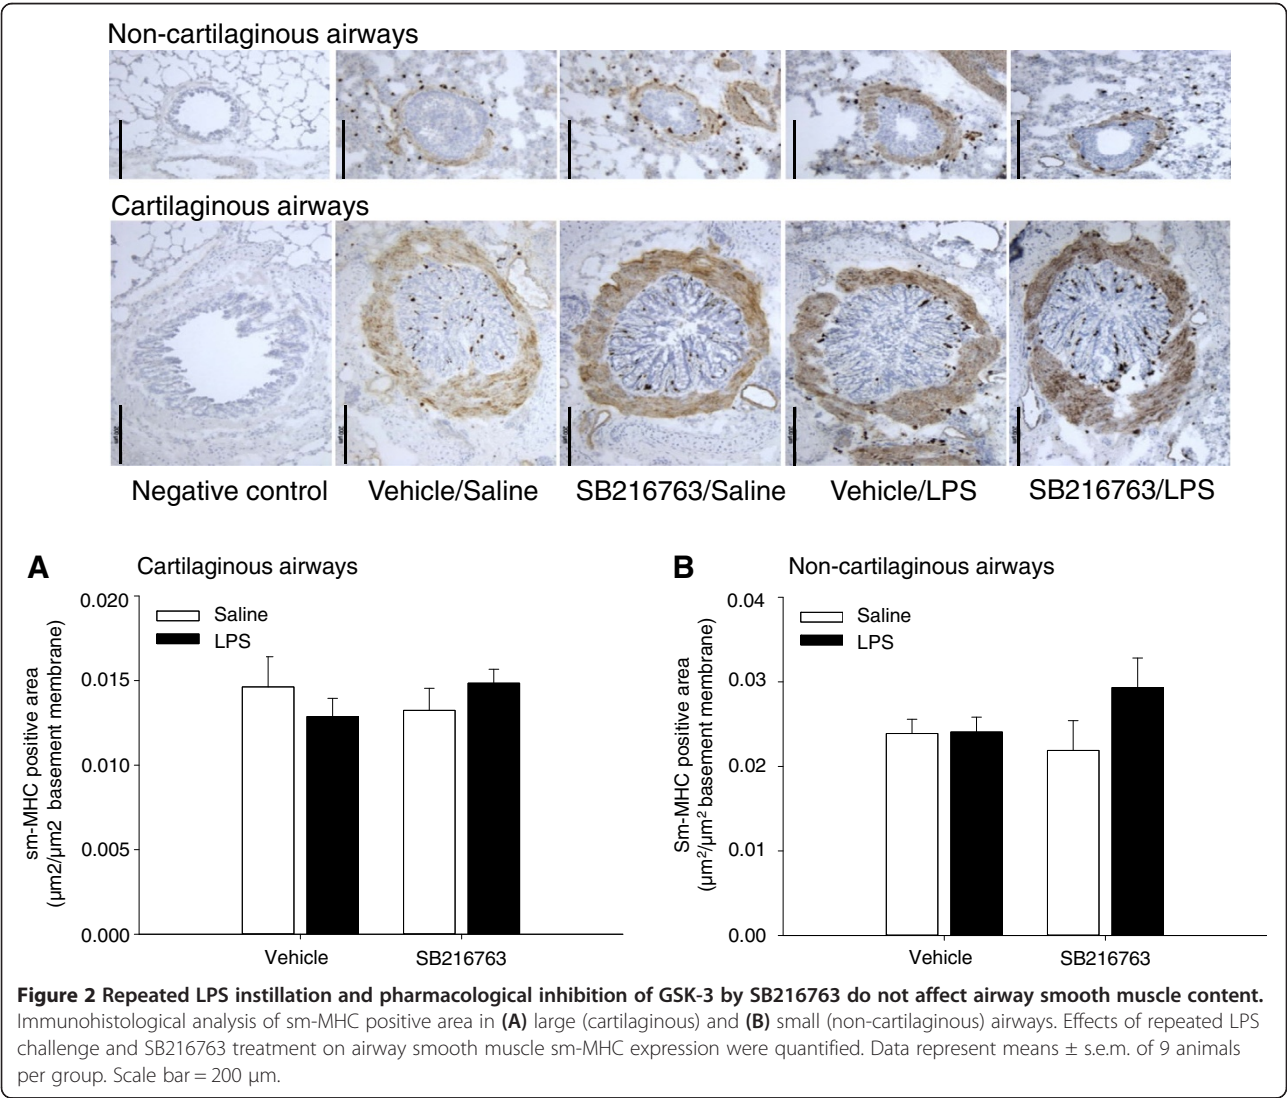 Non-cartilaginous airways
Cartilaginous airways
Negative control Vehicle/Saline SB216763/Saline Vehicle/LPS SB216763/LPS
A Cartilaginous airways
0.020
Saline
LPS
0.015
0.010
0.005
0.000
sm-MHC positive area
(µm2/µm2 basement membrane)
Vehicle SB216763
B Non-cartilaginous airways
0.04
Saline
LPS
0.03
0.02
0.01
0.00
Sm-MHC positive area
(µm²/µm² basement membrane)
Vehicle SB216763
Figure 2 Repeated LPS instillation and pharmacological inhibition of GSK-3 by SB216763 do not affect airway smooth muscle content.
Immunohistological analysis of sm-MHC positive area in (A) large (cartilaginous) and (B) small (non-cartilaginous) airways. Effects of repeated LPS
challenge and SB216763 treatment on airway smooth muscle sm-MHC expression were quantified. Data represent means ± s.e.m. of 9 animals
per group. Scale bar = 200 µm.